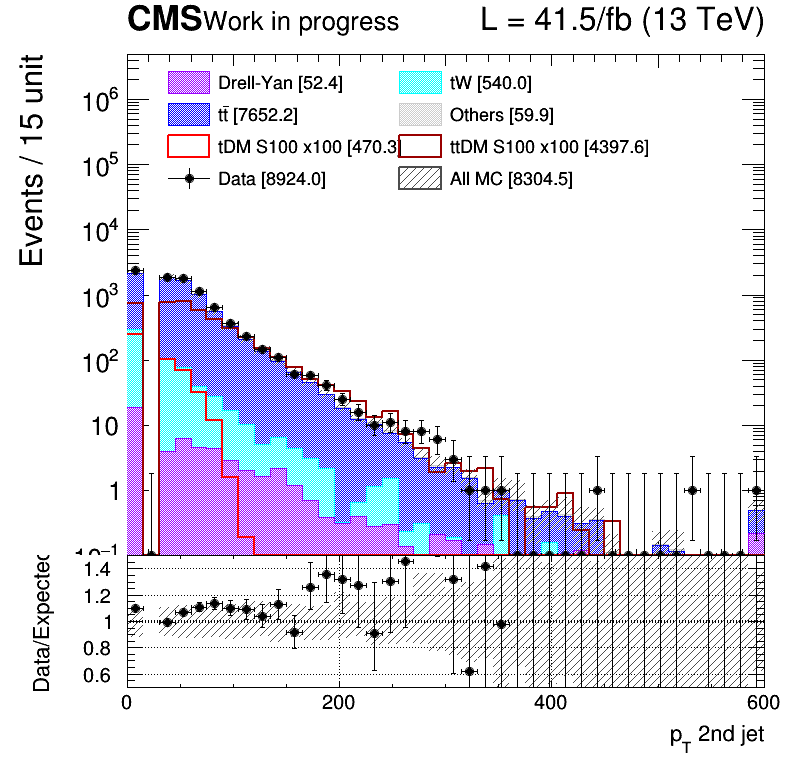 CMS Work in progress L = 41.5/fb (13 TeV)
Events / 15 unit
Drell-Yan [52.4] tW [540.0]
tt̄ [7652.2] Others [59.9]
tDM S100 x100 [470.3] ttDM S100 x100 [4397.6]
Data [8924.0] All MC [8304.5]
10⁶
10⁵
10⁴
10³
10²
10
1
10⁻¹
Data/Expected
1.4
1.2
1
0.8
0.6
0 200 400 600
p_T 2nd jet